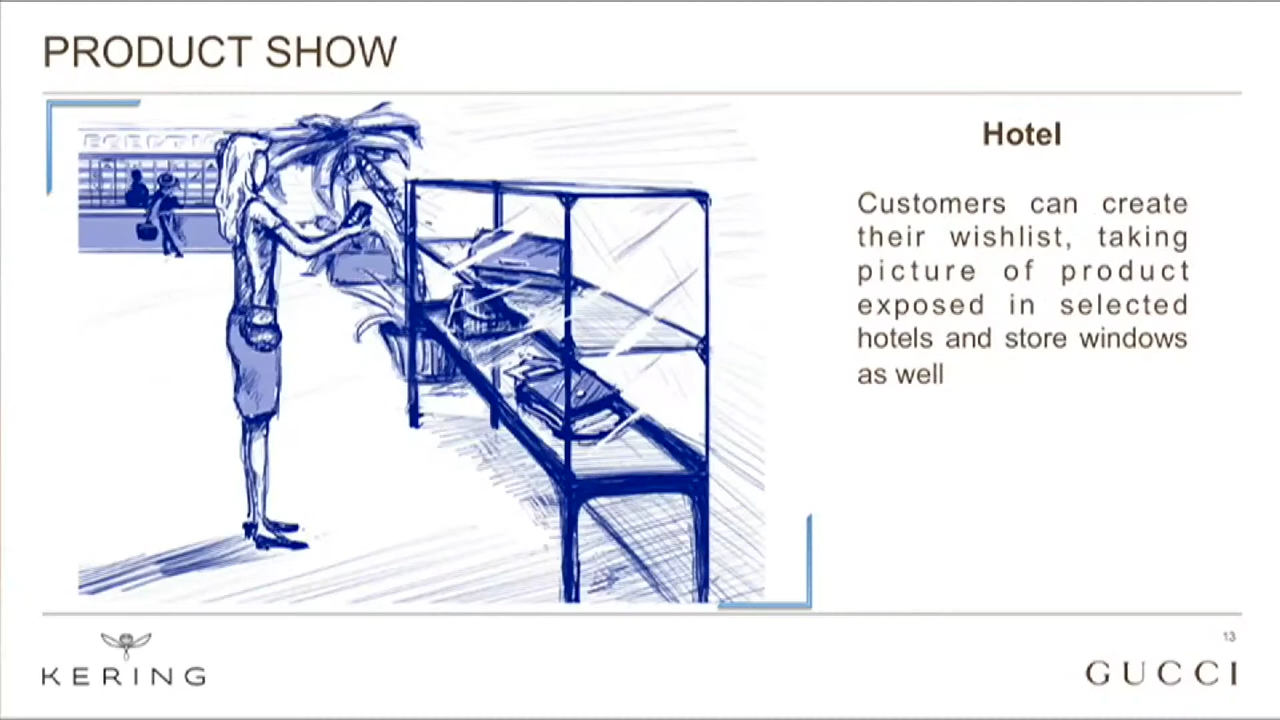 PRODUCT SHOW
RECEPTION
Hotel
Customers can create
their wishlist, taking
picture of product
exposed in selected
hotels and store windows
as well
13
KERING
GUCCI